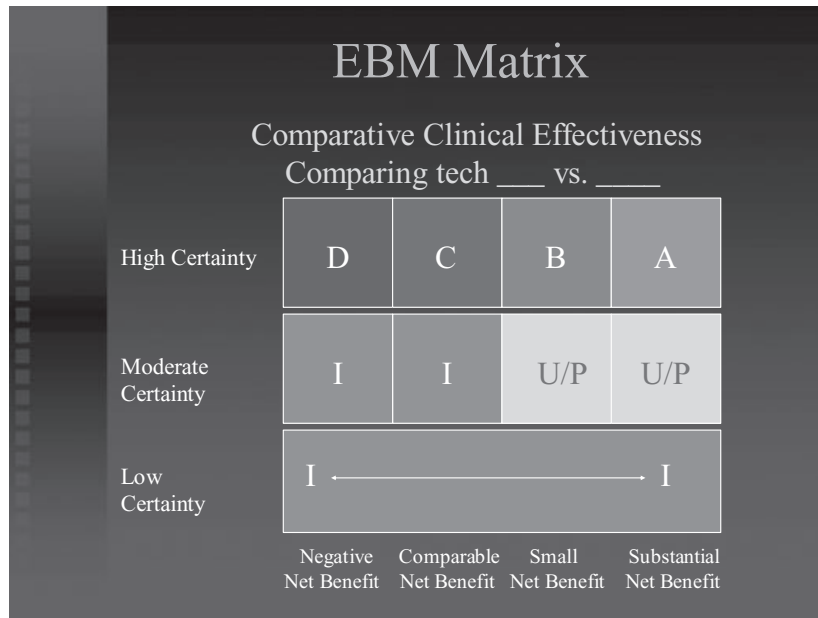 EBM Matrix
Comparative Clinical Effectiveness
Comparing tech ___ vs. ____
High Certainty
D C B A
Moderate
Certainty
I I U/P U/P
Low
Certainty
I I
Negative
Net Benefit
Comparable
Net Benefit
Small
Net Benefit
Substantial
Net Benefit